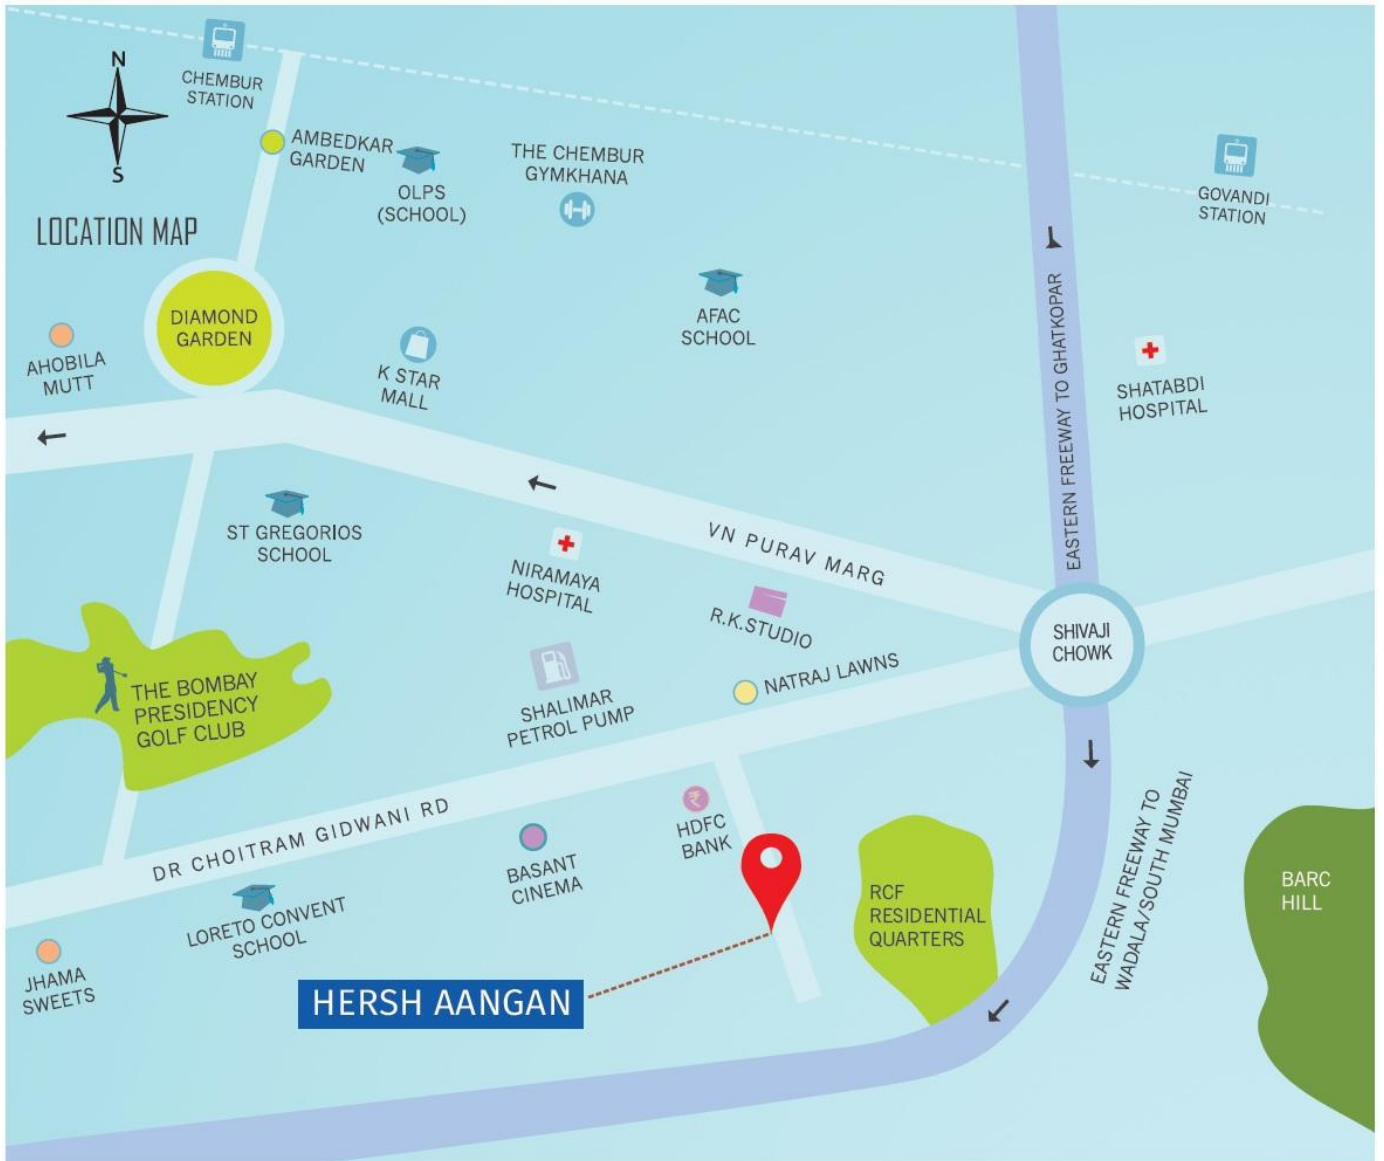 N
S
LOCATION MAP
CHEMBUR
STATION
AMBEDKAR
GARDEN
OLPS
(SCHOOL)
THE CHEMBUR
GYMKHANA
GOVANDI
STATION
DIAMOND
GARDEN
AHOBILA
MUTT
K STAR
MALL
AFAC
SCHOOL
EASTERN FREEWAY TO GHATKOPAR
SHATABDI
HOSPITAL
ST GREGORIOS
SCHOOL
NIRAMAYA
HOSPITAL
VN PURAV MARG
R.K.STUDIO
SHIVAJI
CHOWK
THE BOMBAY
PRESIDENCY
GOLF CLUB
SHALIMAR
PETROL PUMP
NATRAJ LAWNS
DR CHOITRAM GIDWANI RD
₹
HDFC
BANK
BASANT
CINEMA
LORETO CONVENT
SCHOOL
JHAMA
SWEETS
RCF
RESIDENTIAL
QUARTERS
EASTERN FREEWAY TO
WADALA/SOUTH MUMBAI
BARC
HILL
HERSH AANGAN